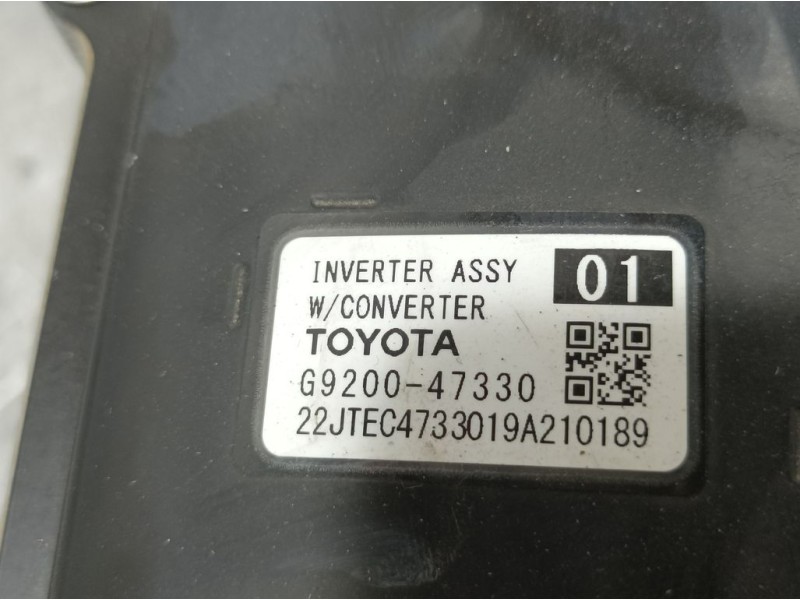 INVERTER ASSY 01
W/CONVERTER
TOYOTA
G9200-47330
22JTEC4733019A210189